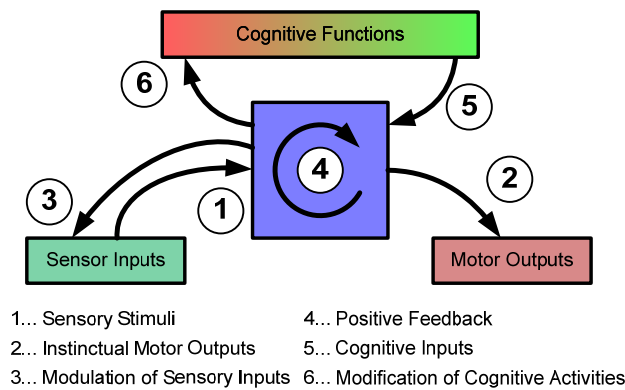 Cognitive Functions
6
5
4
3
1
2
Sensor Inputs
Motor Outputs
1... Sensory Stimuli
2... Instinctual Motor Outputs
3... Modulation of Sensory Inputs
4... Positive Feedback
5... Cognitive Inputs
6... Modification of Cognitive Activities